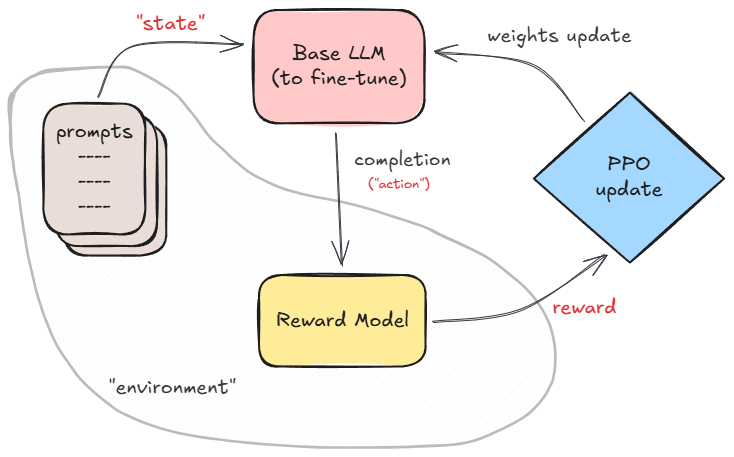 "state"
Base LLM
(to fine-tune)
weights update
prompts
----
----
----
completion
("action")
PPO
update
Reward Model
reward
"environment"